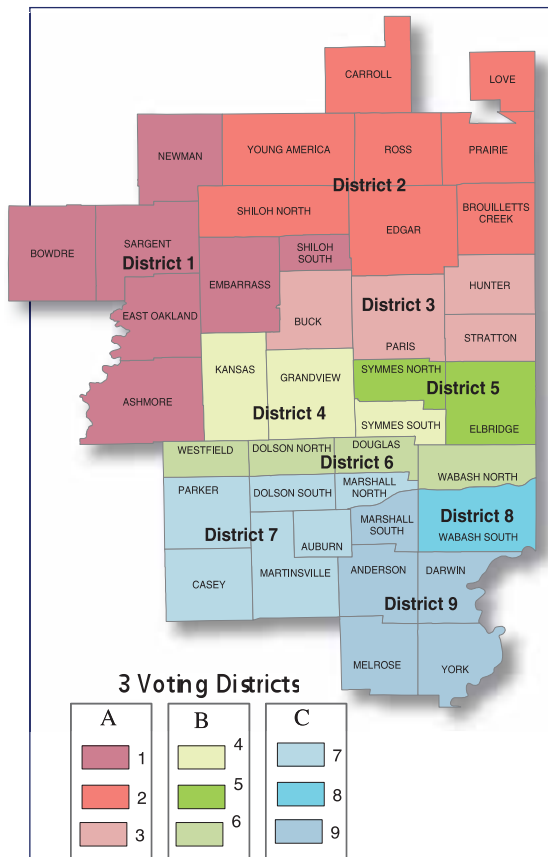 CARROLL
LOVE
NEWMAN
YOUNG AMERICA
ROSS
PRAIRIE
District 2
SHILOH NORTH
EDGAR
BROUILLETTS
CREEK
BOWDRE
SARGENT
District 1
SHILOH
SOUTH
EMBARRASS
HUNTER
EAST OAKLAND
BUCK
District 3
PARIS
STRATTON
KANSAS
GRANDVIEW
SYMMES NORTH
District 5
ASHMORE
District 4
SYMMES SOUTH
ELBRIDGE
WESTFIELD
DOLSON NORTH
DOUGLAS
District 6
WABASH NORTH
PARKER
DOLSON SOUTH
MARSHALL
NORTH
District 7
AUBURN
MARSHALL
SOUTH
District 8
WABASH SOUTH
CASEY
MARTINSVILLE
ANDERSON
DARWIN
District 9
MELROSE
YORK
3 Voting Districts
A
B
C
1
2
3
4
5
6
7
8
9